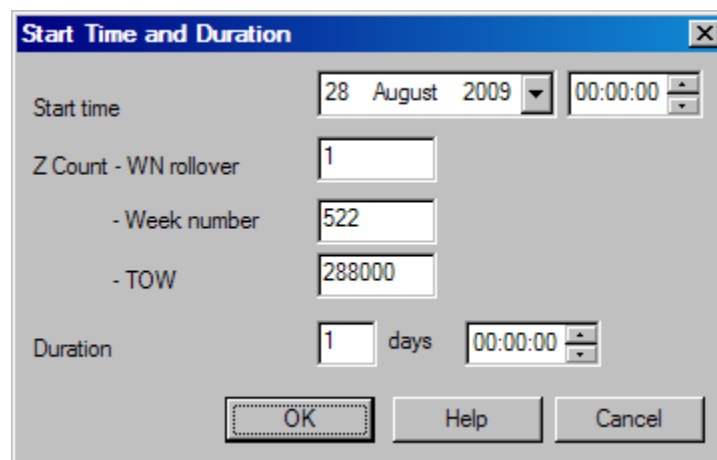 Start Time and Duration
Start time 28 August 2009 00:00:00
Z Count - WN rollover 1
- Week number 522
- TOW 288000
Duration 1 days 00:00:00
OK Help Cancel